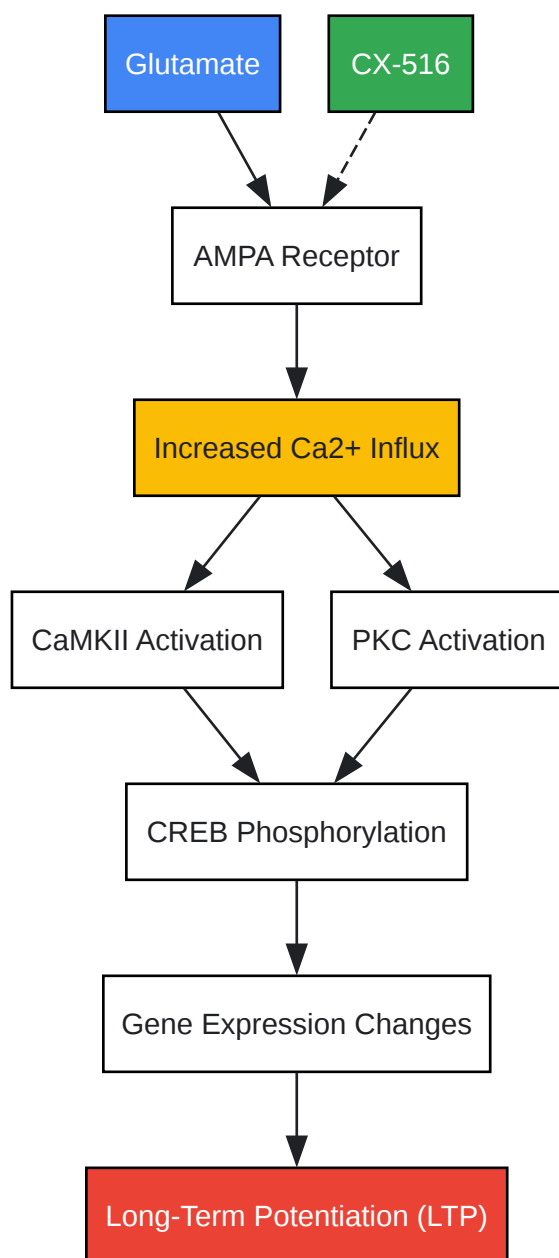 Glutamate
CX-516
AMPA Receptor
Increased Ca2+ Influx
CaMKII Activation
PKC Activation
CREB Phosphorylation
Gene Expression Changes
Long-Term Potentiation (LTP)